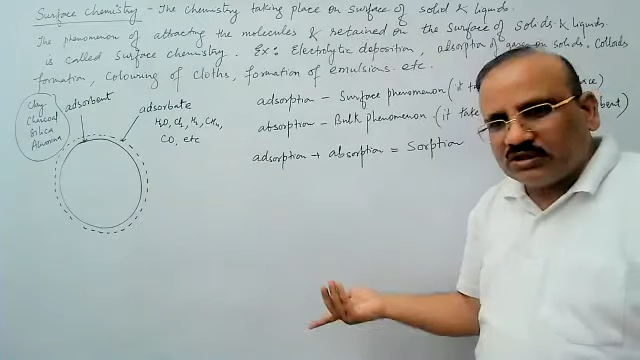 Surface Chemistry - The Chemistry taking place on Surface of solid & liquids.
The phenomenon of attracting the molecules & retained on the surface of solids & liquids
is called Surface chemistry. Ex: Electrolytic deposition, absorption of on solids. Colloids
formation, Colouring of Cloths, formation of emulsions. etc.
Clay
Charcoal
Silica
Alumina
adsorbent
adsorbate
H2O, Cl2, H2, CH4,
CO, etc
adsorption - Surface phenomenon (it
absorption - Bulk phenomenon. (it take
adsorption + absorption = Sorption